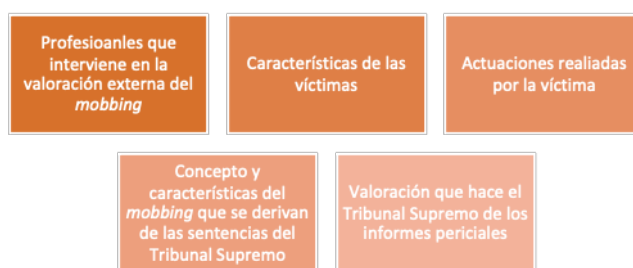 Profesioanles que
interviene en la
valoración externa del
mobbing
Características de las
víctimas
Actuaciones realiadas
por la víctima
Concepto y
características del
mobbing que se derivan
de las sentencias del
Tribunal Supremo
Valoración que hace el
Tribunal Supremo de los
informes periciales